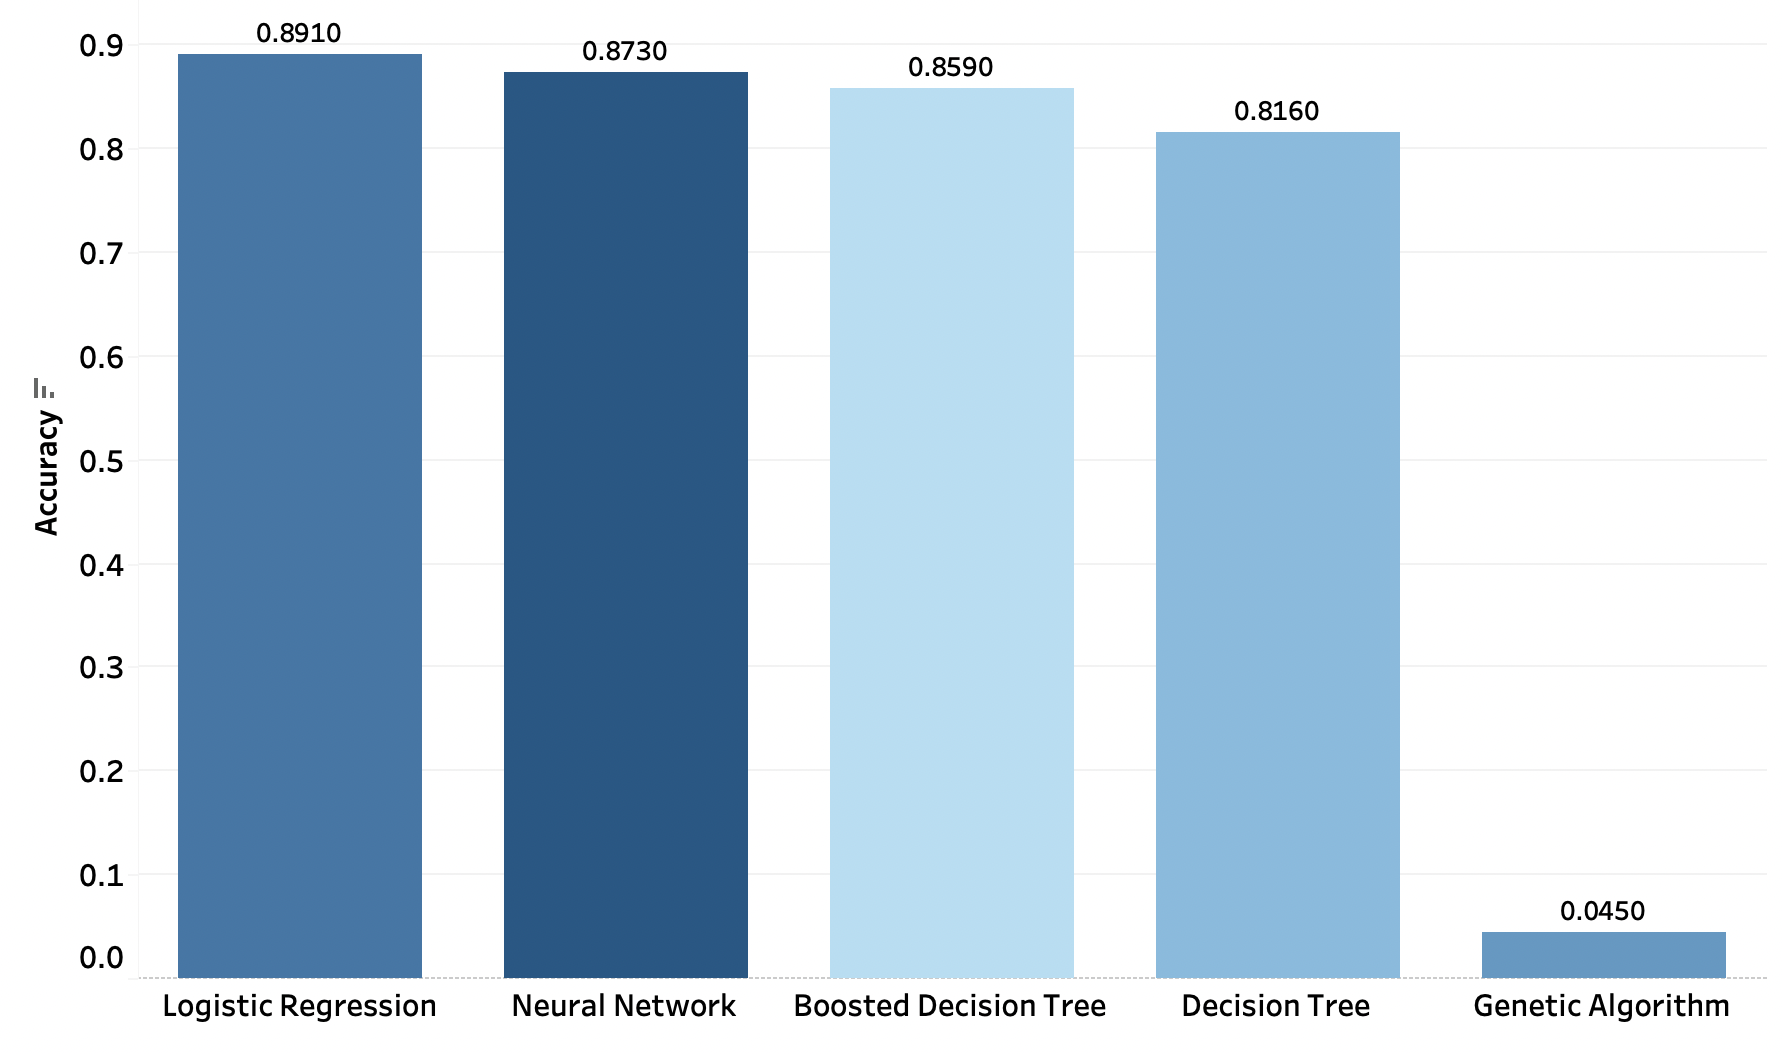 0.8910
0.8730
0.8590
0.8160
0.0450
0.9
0.8
0.7
0.6
0.5
0.4
0.3
0.2
0.1
0.0
Accuracy
Logistic Regression
Neural Network
Boosted Decision Tree
Decision Tree
Genetic Algorithm